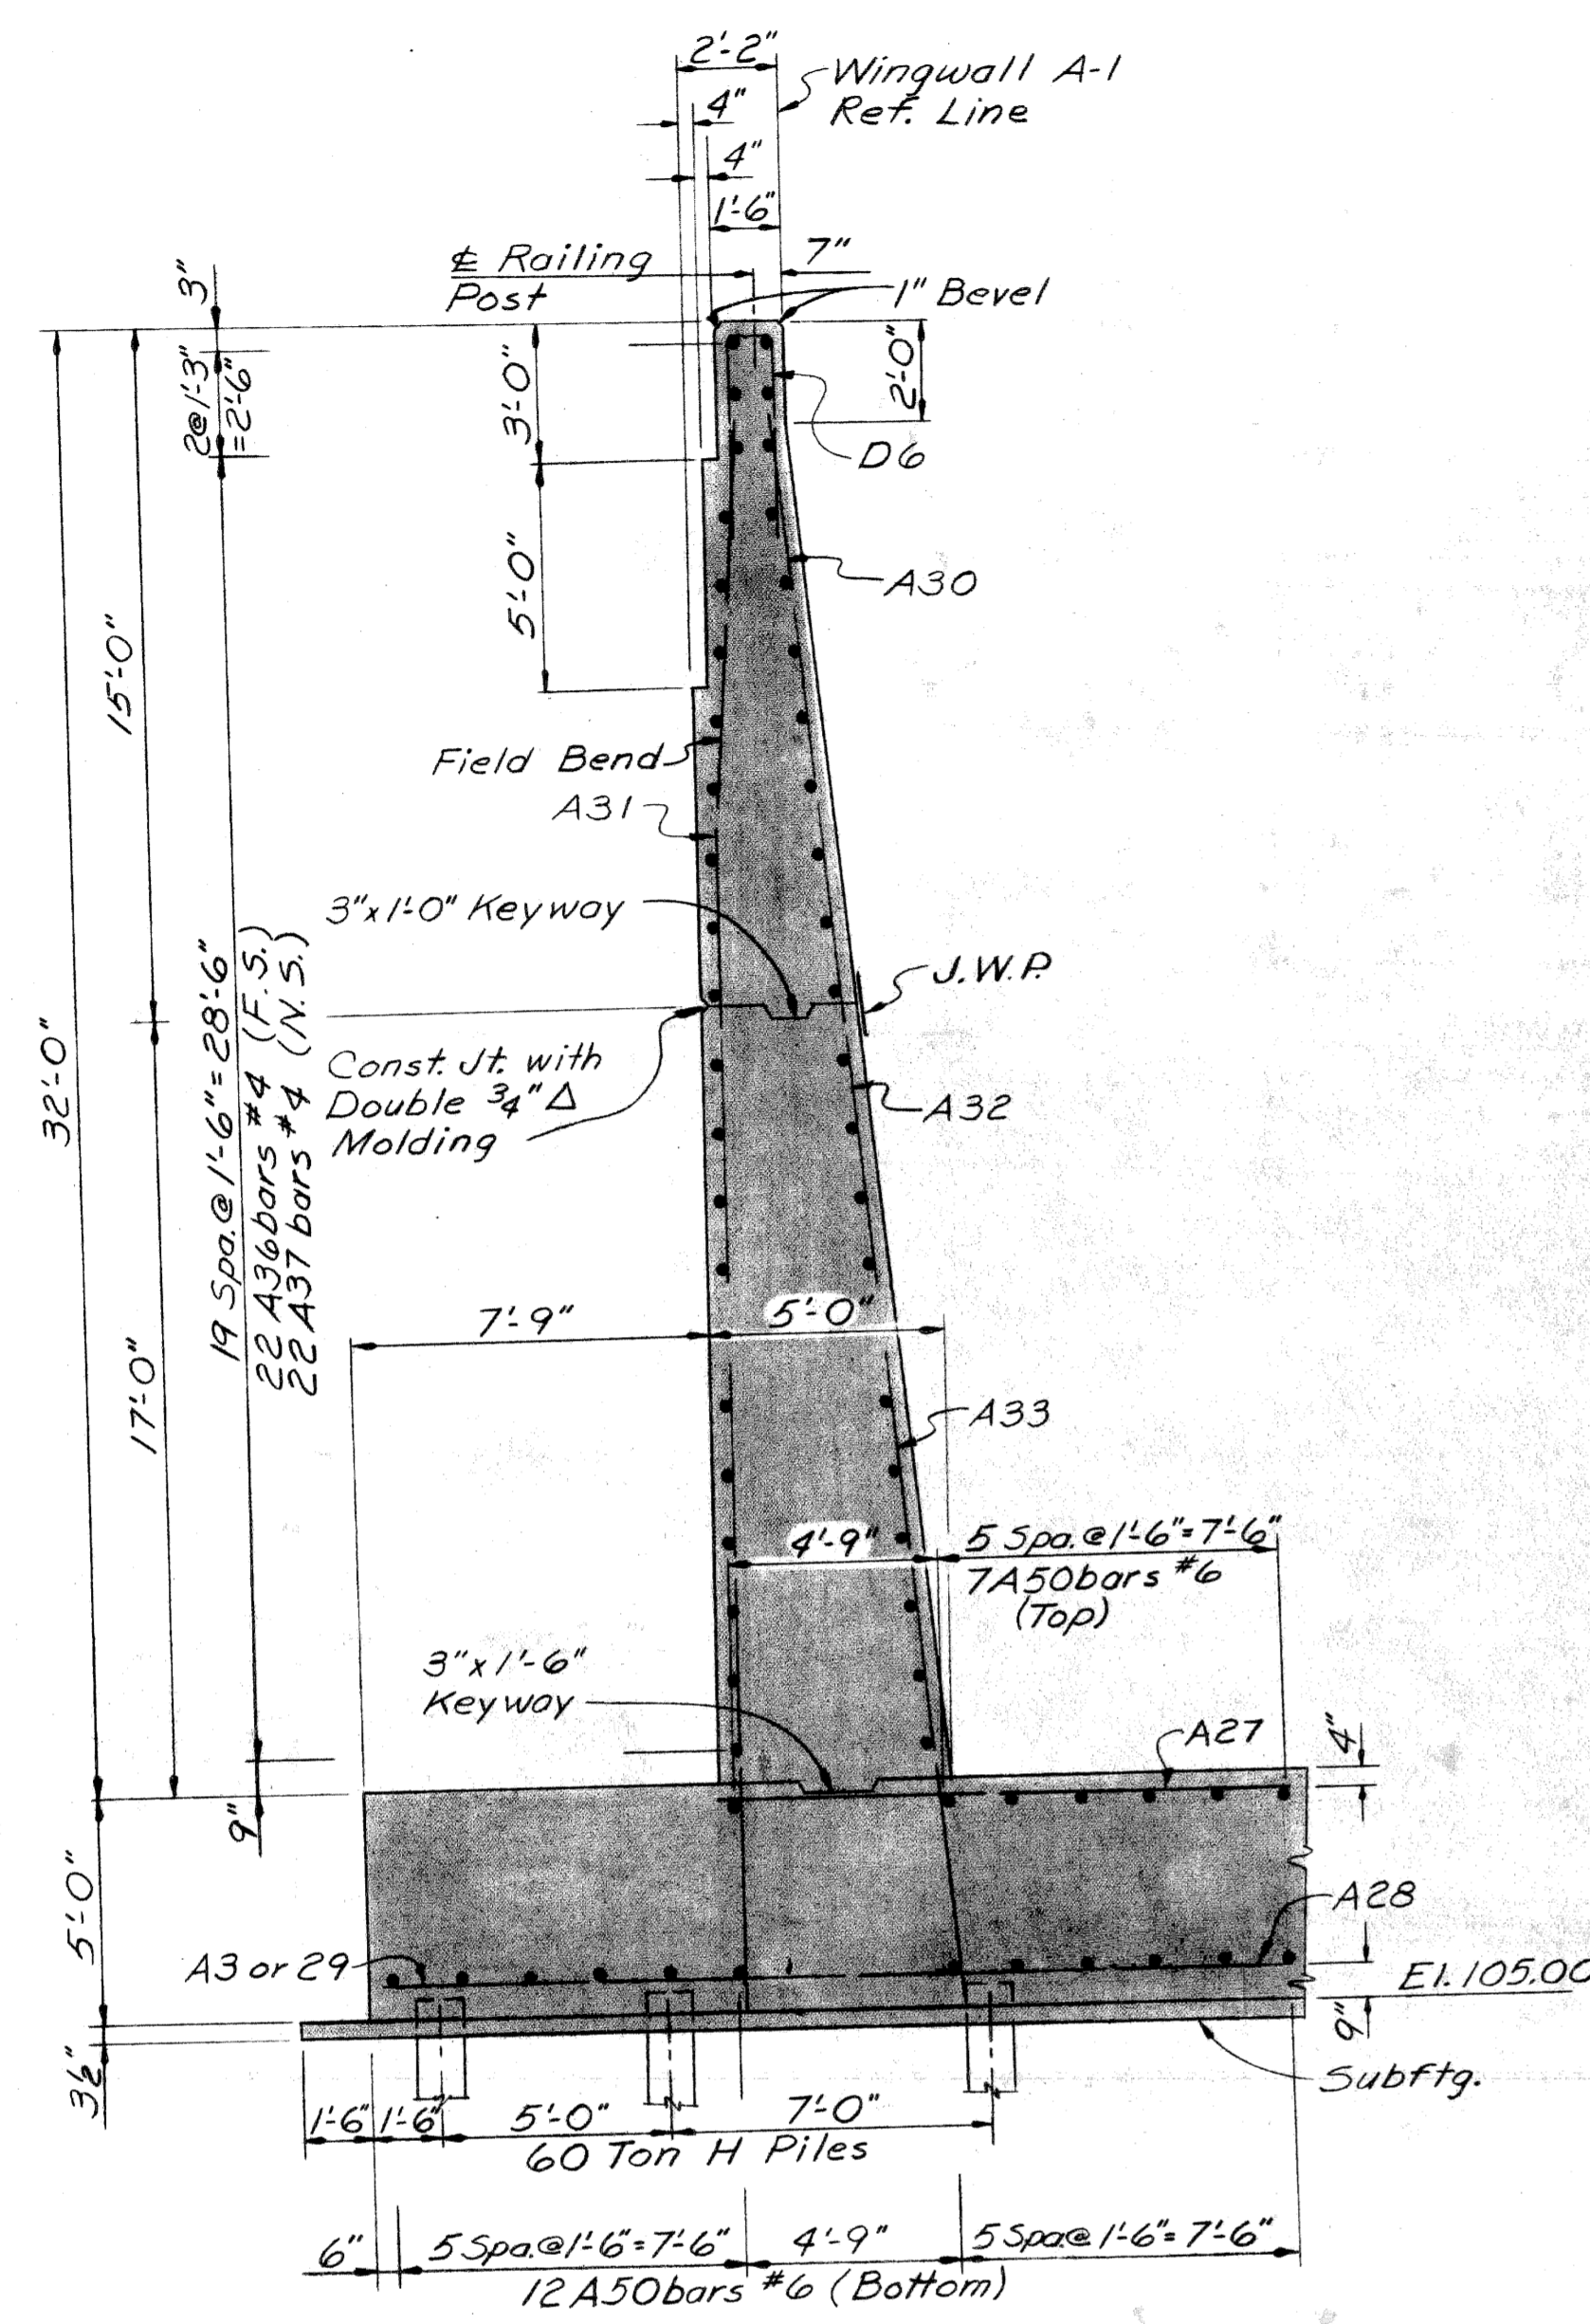 2'-2"
Wingwall A-1
Ref. Line
4"
4"
1'-6"
7"
℄ Railing
Post
1" Bevel
3"
2@1'-3"
=2'-6"
3'-0"
2'-0"
D6
5'-0"
A30
15'-0"
Field Bend
A31
3"x1'-0" Keyway
J.W.P.
32'-0"
19 Spa.@1'-6"=28'-6"
22 A36bars #4 (F.S.)
22 A37 bars #4 (N.S.)
Const. Jt. with
Double ¾" Δ
Molding
A32
7'-9"
5'-0"
17'-0"
A33
4'-9"
5 Spa.@1'-6"=7'-6"
7A50bars #6
(Top)
3"x1'-6"
Keyway
A27
4"
9"
5'-0"
A28
A3 or 29
El. 105.00
9"
3½"
Subftg.
1'-6"
1'-6"
5'-0"
7'-0"
60 Ton H Piles
6"
5 Spa.@1'-6"=7'-6"
4'-9"
5 Spa@1'-6"=7'-6"
12 A50bars #6 (Bottom)